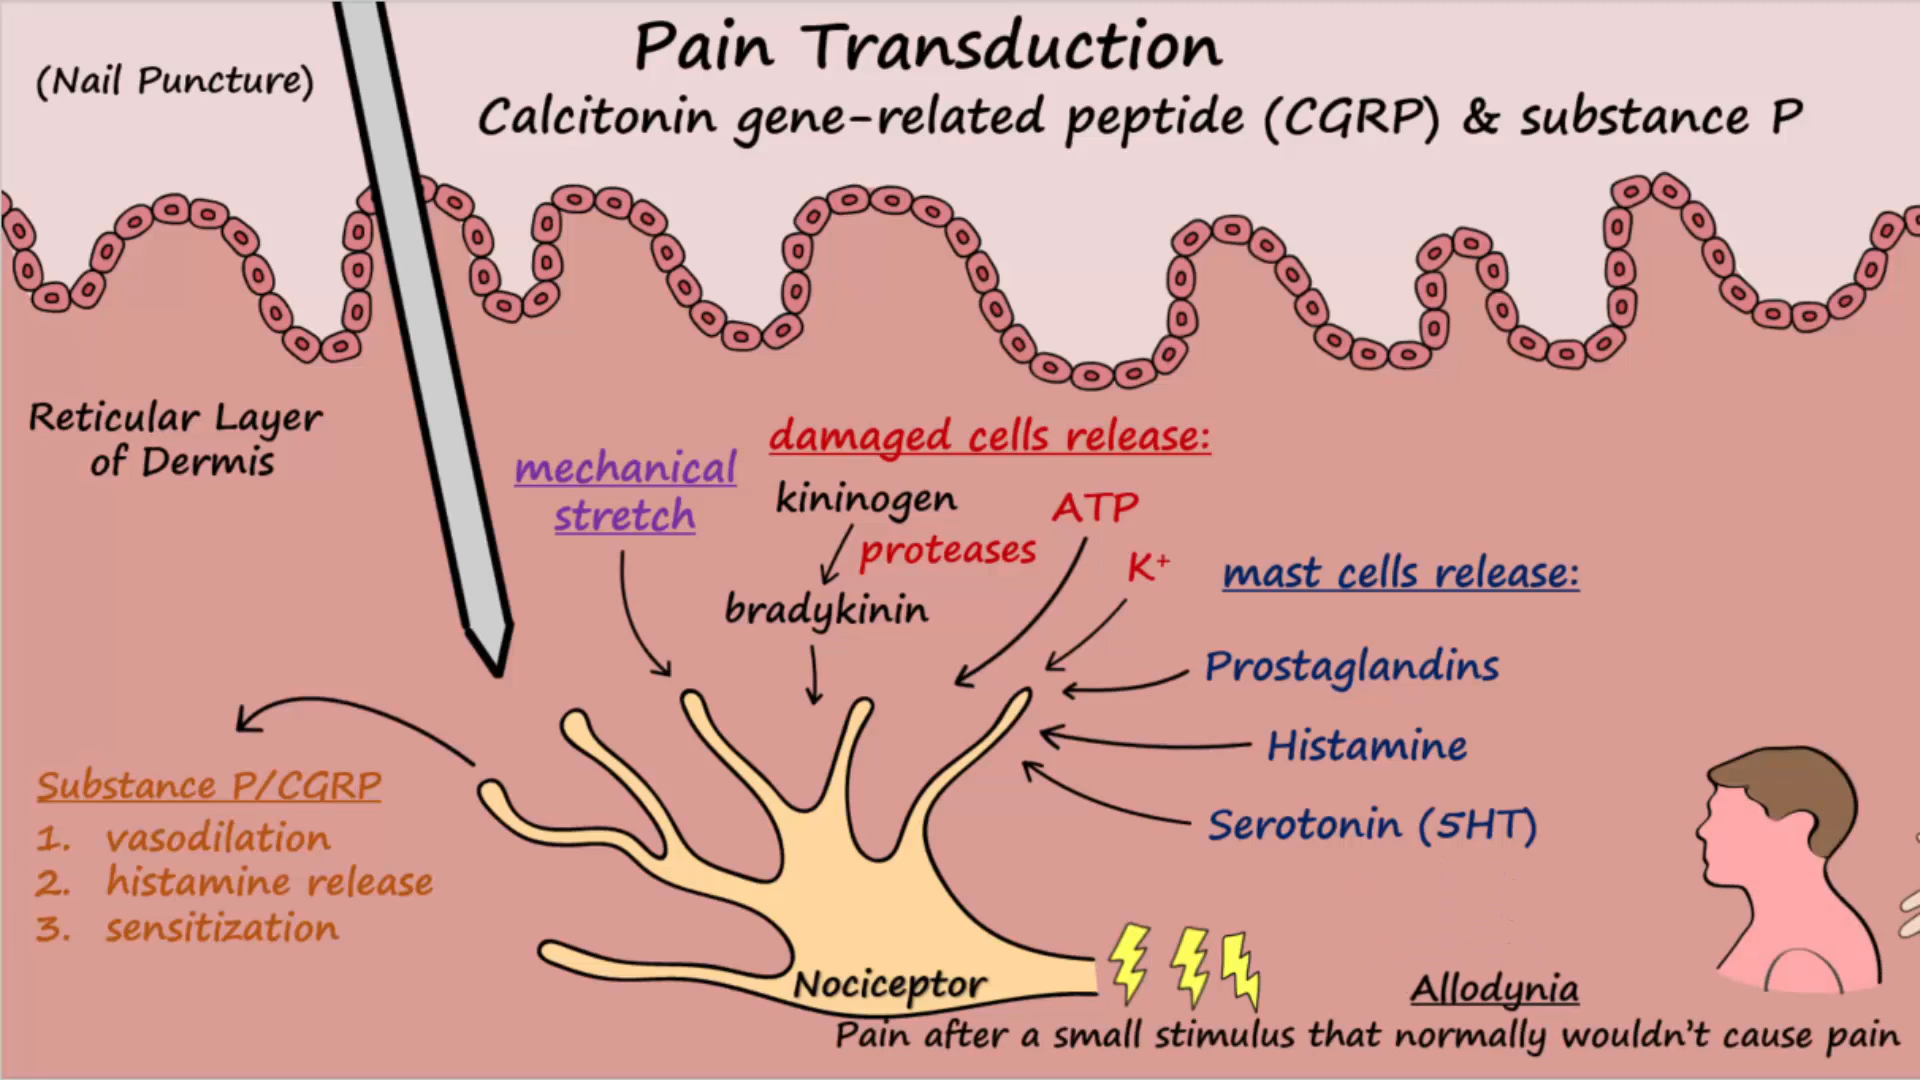 Pain Transduction
(Nail Puncture)
Calcitonin gene-related peptide (CGRP) & substance P
Reticular Layer
of Dermis
mechanical
stretch
damaged cells release:
kininogen
proteases
bradykinin
ATP
K⁺
mast cells release:
Prostaglandins
Histamine
Serotonin (5HT)
Substance P/CGRP
1. vasodilation
2. histamine release
3. sensitization
Nociceptor
Allodynia
Pain after a small stimulus that normally wouldn't cause pain